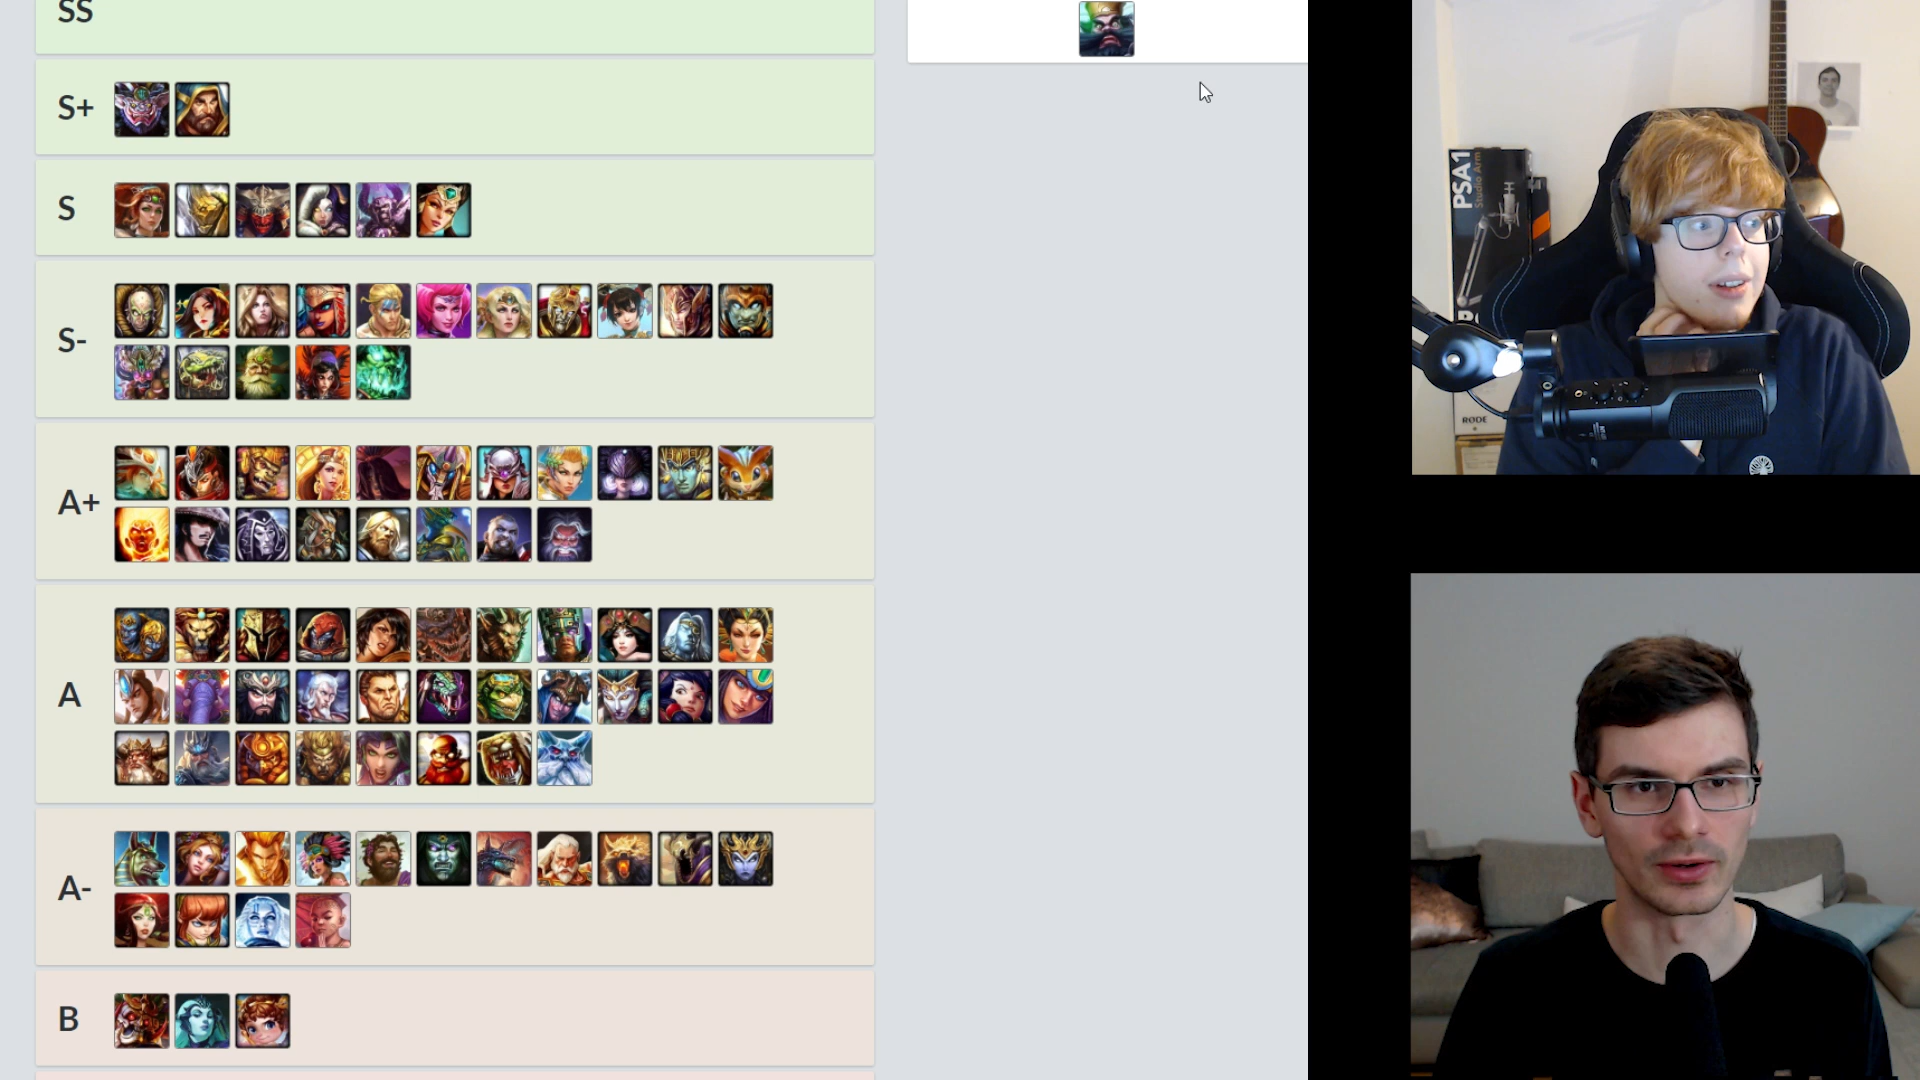 SS
S+
S
S-
A+
A
A-
B
PSA1
Studio Arm
RØDE